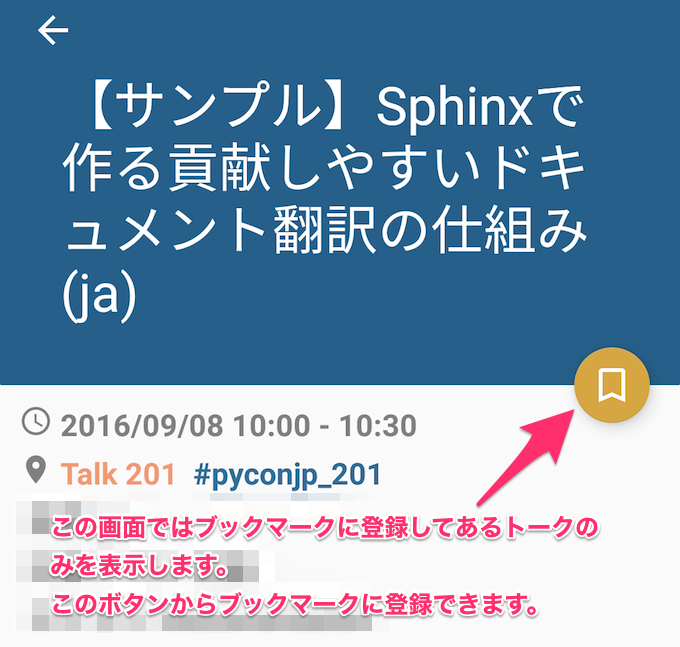 【サンプル】Sphinxで
作る貢献しやすいドキ
ュメント翻訳の仕組み
(ja)
2016/09/08 10:00 - 10:30
Talk 201 #pyconjp_201
この画面ではブックマークに登録してあるトークの
みを表示します。
このボタンからブックマークに登録できます。